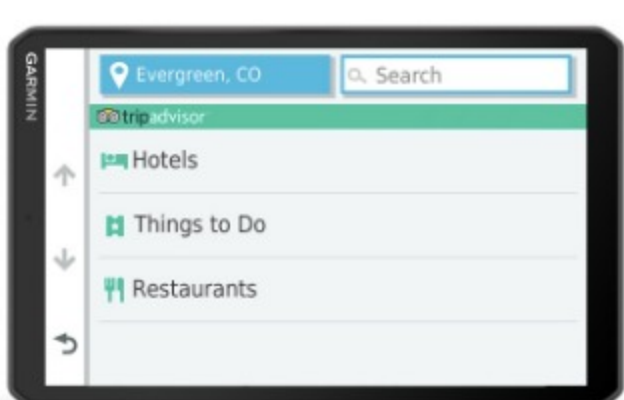 GARMIN
Evergreen, CO
Search
tripadvisor
Hotels
Things to Do
Restaurants